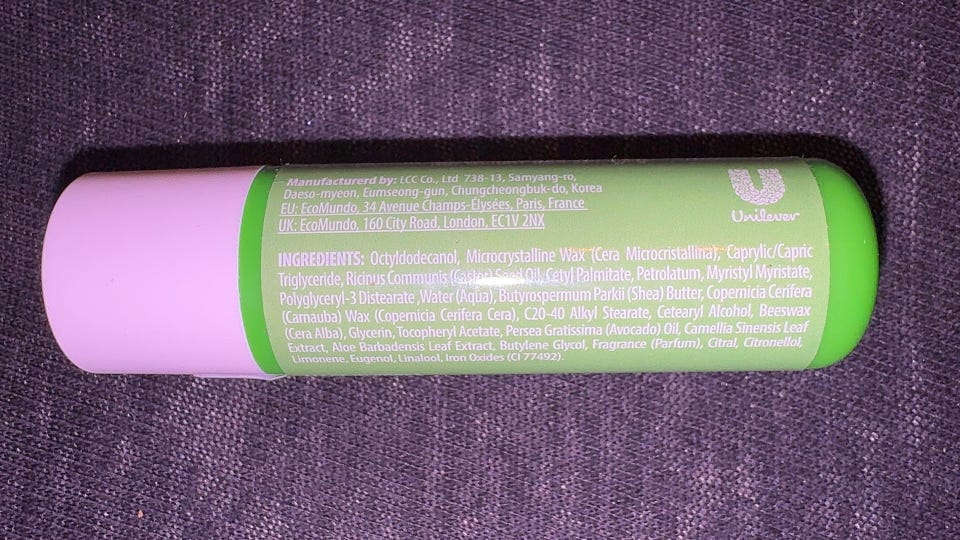 Manufacturerd by: LCC Co., Ltd 738-13, Samyang-ro,
Daeso-myeon, Eumseong-gun, Chungcheongbuk-do, Korea
EU: EcoMundo, 34 Avenue Champs-Élysées, Paris, France
UK: EcoMundo, 160 City Road, London, EC1V 2NX
Unilever
INGREDIENTS: Octyldodecanol, Microcrystalline Wax (Cera Microcristallina), Caprylic/Capric
Triglyceride, Ricinus Communis (Castor) Seed Oil, Cetyl Palmitate, Petrolatum, Myristyl Myristate,
Polyglyceryl-3 Distearate ,Water (Aqua), Butyrospermum Parkii (Shea) Butter, Copernicia Cerifera
(Carnauba) Wax (Copernicia Cerifera Cera), C20-40 Alkyl Stearate, Cetearyl Alcohol, Beeswax
(Cera Alba), Glycerin, Tocopheryl Acetate, Persea Gratissima (Avocado) Oil, Camellia Sinensis Leaf
Extract, Aloe Barbadensis Leaf Extract, Butylene Glycol, Fragrance (Parfum), Citral, Citronellol,
Limonene, Eugenol, Linalool, Iron Oxides (CI 77492).